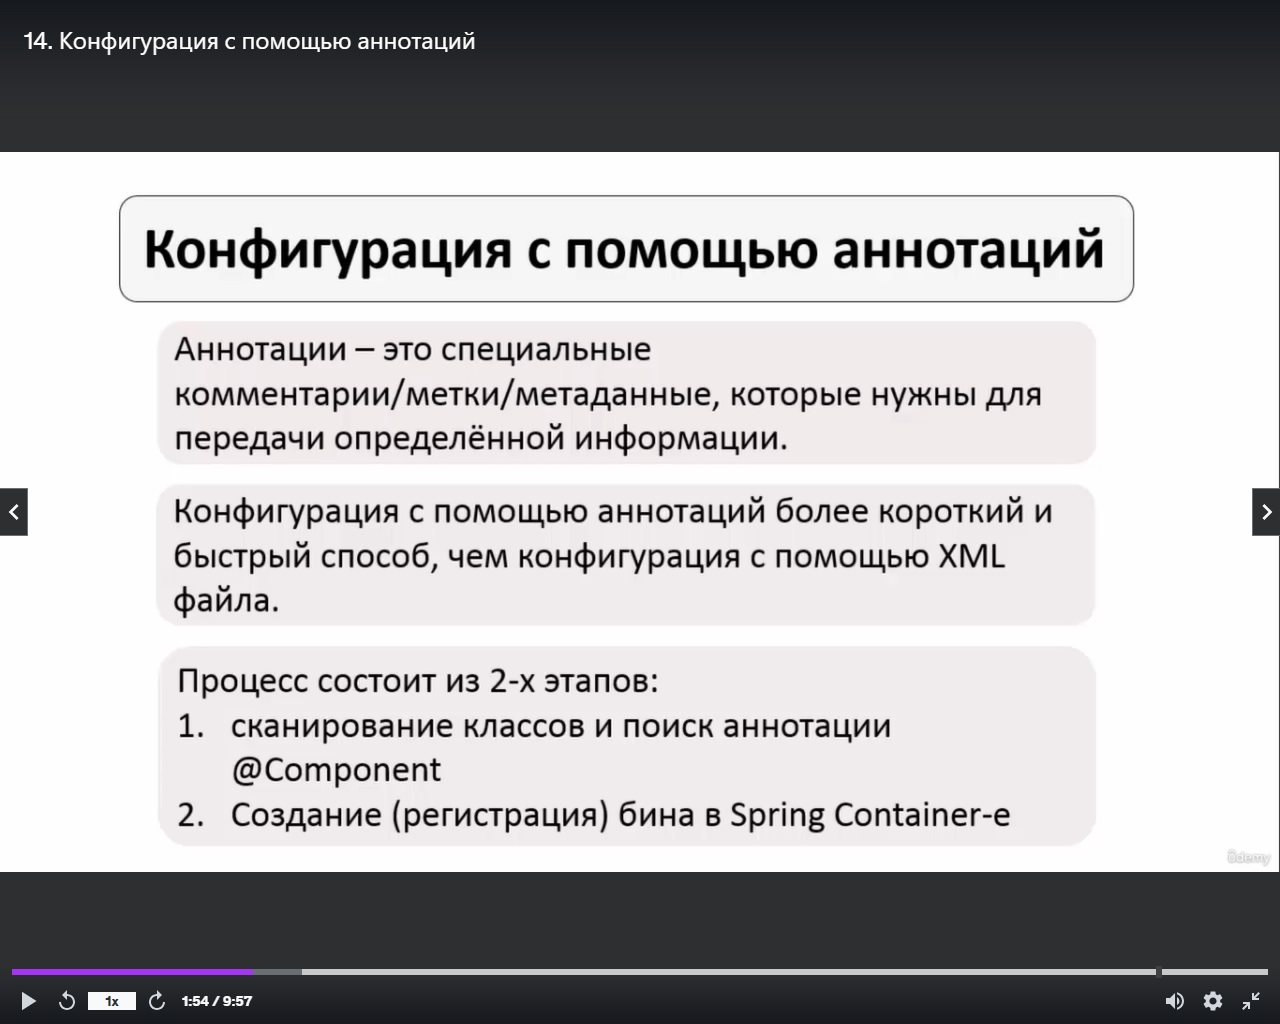 14. Конфигурация с помощью аннотаций
Конфигурация с помощью аннотаций
Аннотации – это специальные
комментарии/метки/метаданные, которые нужны для
передачи определённой информации.
Конфигурация с помощью аннотаций более короткий и
быстрый способ, чем конфигурация с помощью XML
файла.
Процесс состоит из 2-х этапов:
1. сканирование классов и поиск аннотации
@Component
2. Создание (регистрация) бина в Spring Container-е
ûdemy
1x
1:54 / 9:57